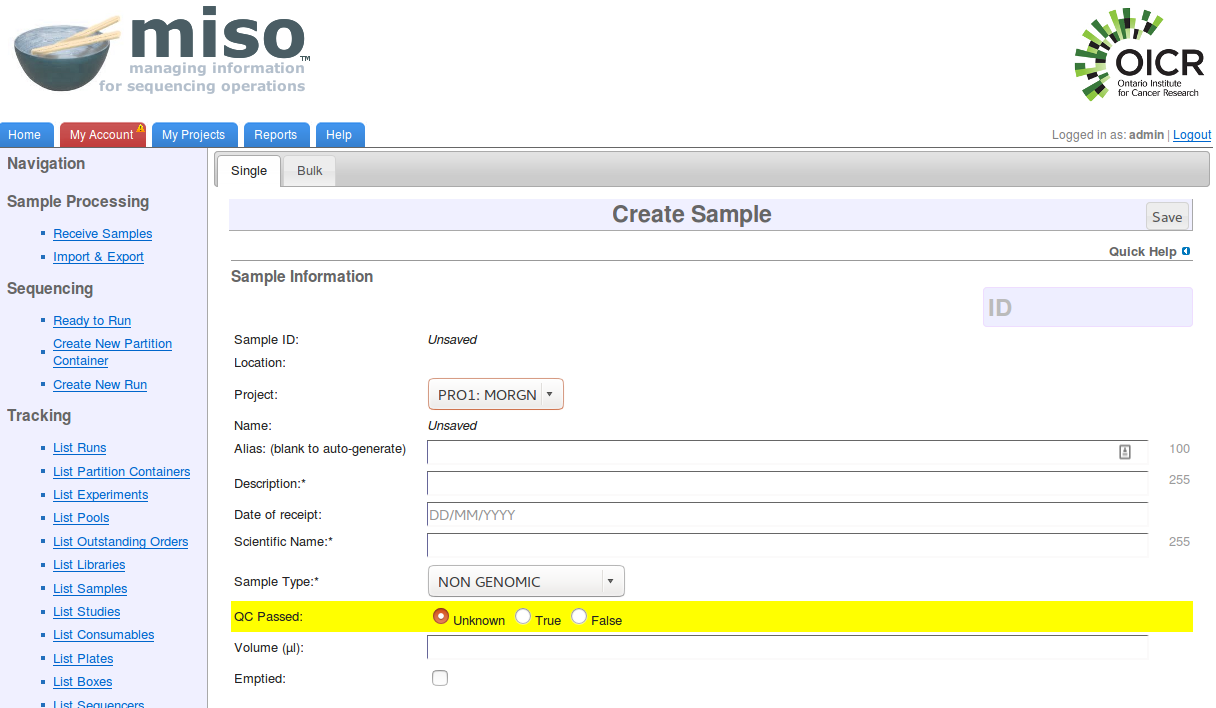 miso™
managing information
for sequencing operations
OICR
Ontario Institute
for Cancer Research
Home
My Account
My Projects
Reports
Help
Logged in as: admin | Logout
Navigation
Sample Processing
Receive Samples
Import & Export
Sequencing
Ready to Run
Create New Partition
Container
Create New Run
Tracking
List Runs
List Partition Containers
List Experiments
List Pools
List Outstanding Orders
List Libraries
List Samples
List Studies
List Consumables
List Plates
List Boxes
List Sequencers
Single
Bulk
Create Sample
Save
Quick Help
Sample Information
ID
Sample ID: Unsaved
Location:
Project: PRO1: MORGN
Name: Unsaved
Alias: (blank to auto-generate) 100
Description:* 255
Date of receipt: DD/MM/YYYY
Scientific Name:* 255
Sample Type:* NON GENOMIC
QC Passed: Unknown True False
Volume (µl):
Emptied: